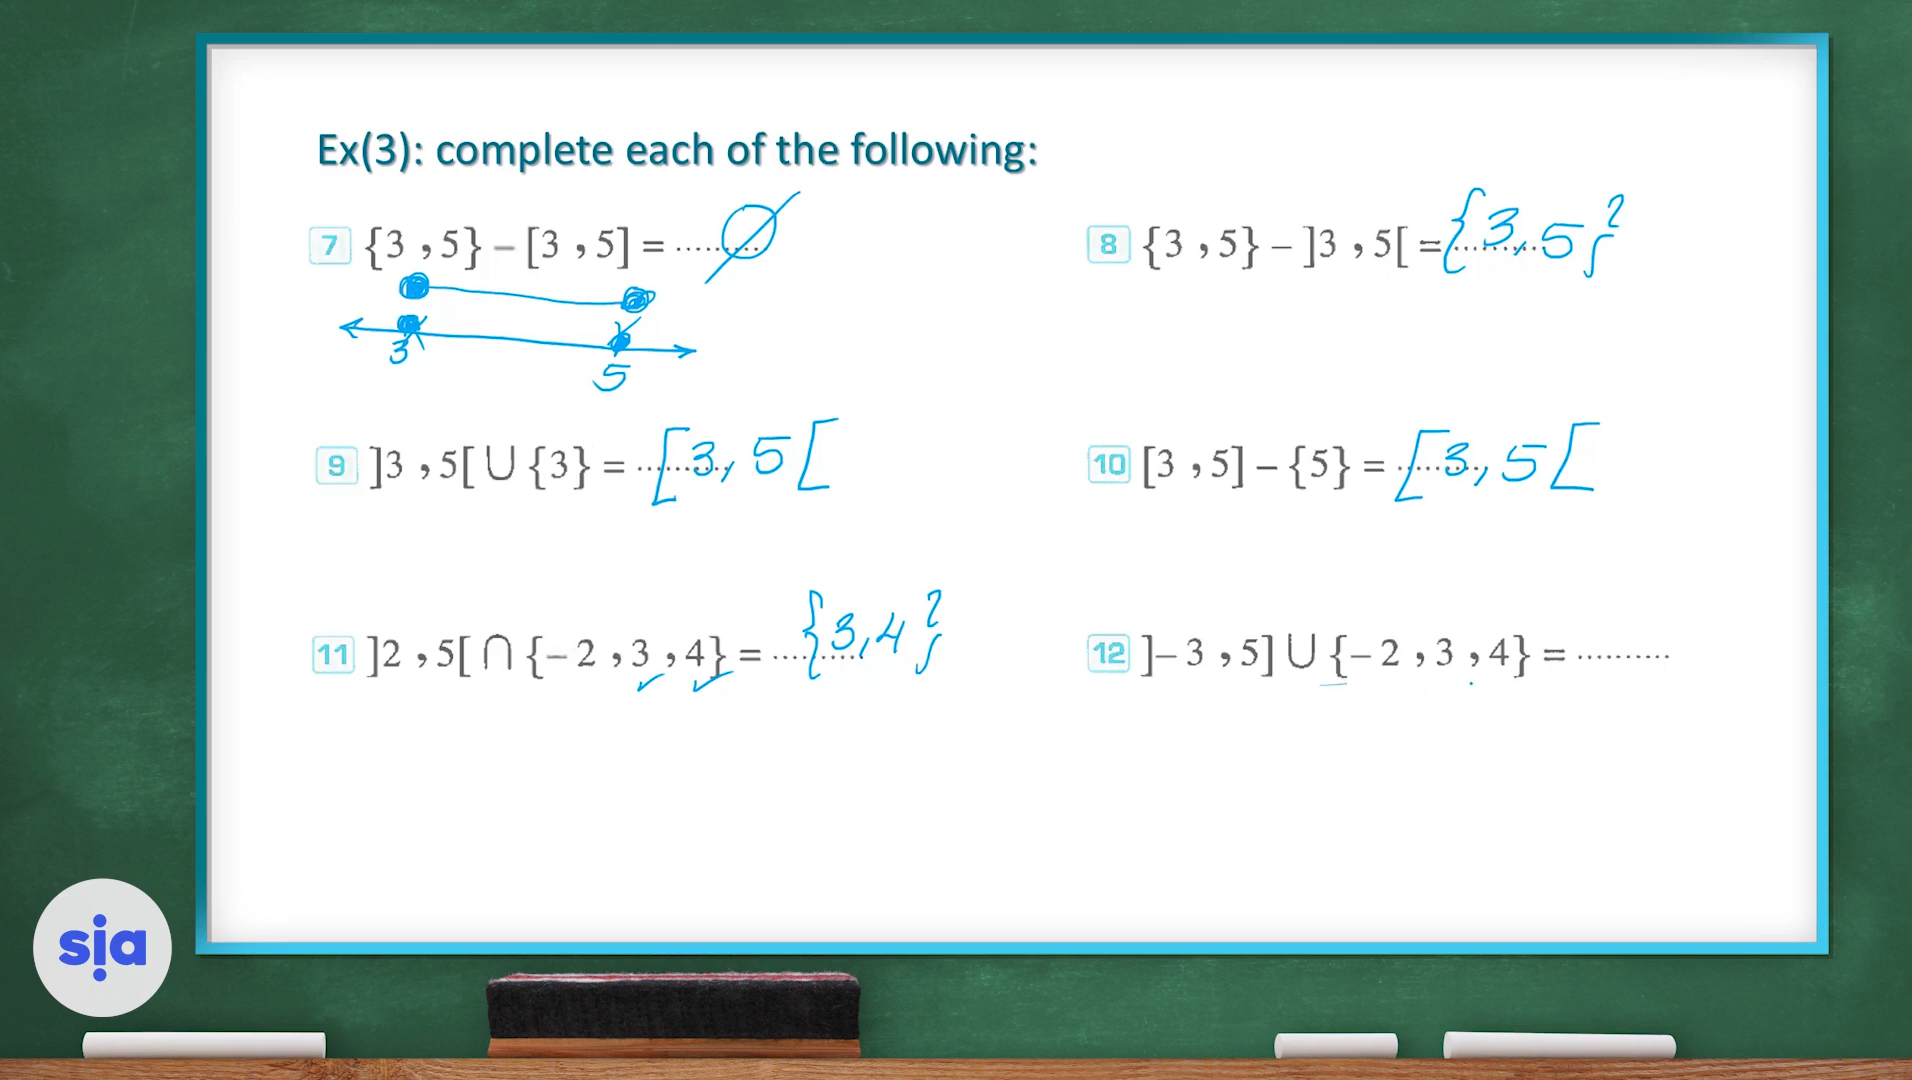 Ex(3): complete each of the following:
7 {3 , 5} – [3 , 5] = .......... ∅
8 {3 , 5} – ]3 , 5[ = .......... {3, 5}
3
5
9 ]3 , 5[ ∪ {3} = .......... [3, 5[
10 [3 , 5] – {5} = .......... [3, 5[
11 ]2 , 5[ ∩ {– 2 , 3 , 4} = .......... {3, 4}
12 ]– 3 , 5] ∪ {– 2 , 3 , 4} = ..........
sia